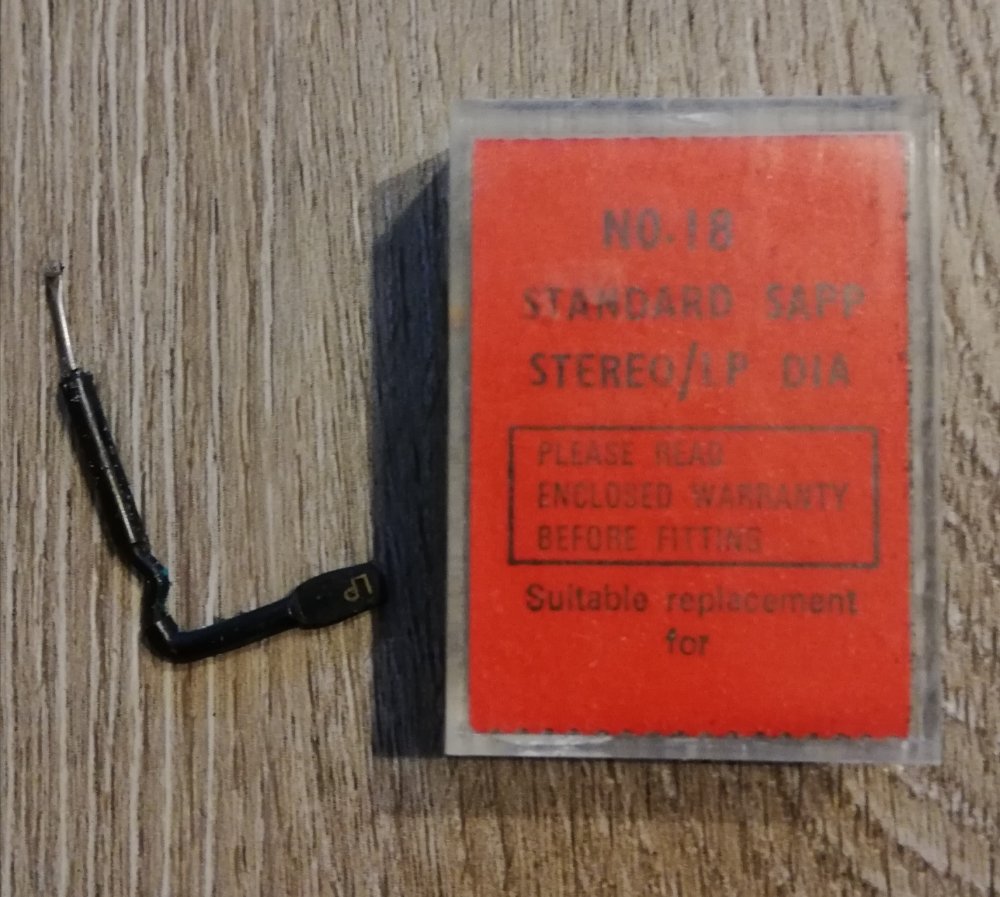 NO.18
STANDARD SAPP
STEREO/LP DIA
PLEASE READ
ENCLOSED WARRANTY
BEFORE FITTING
Suitable replacement
for
LP